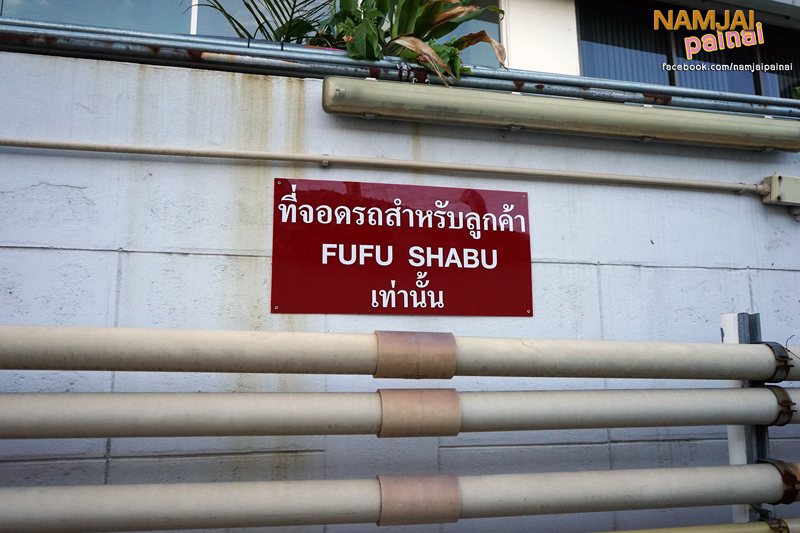 NAMJAI
painai
facebook.com/namjaipainai
ที่จอดรถสำหรับลูกค้า
FUFU SHABU
เท่านั้น